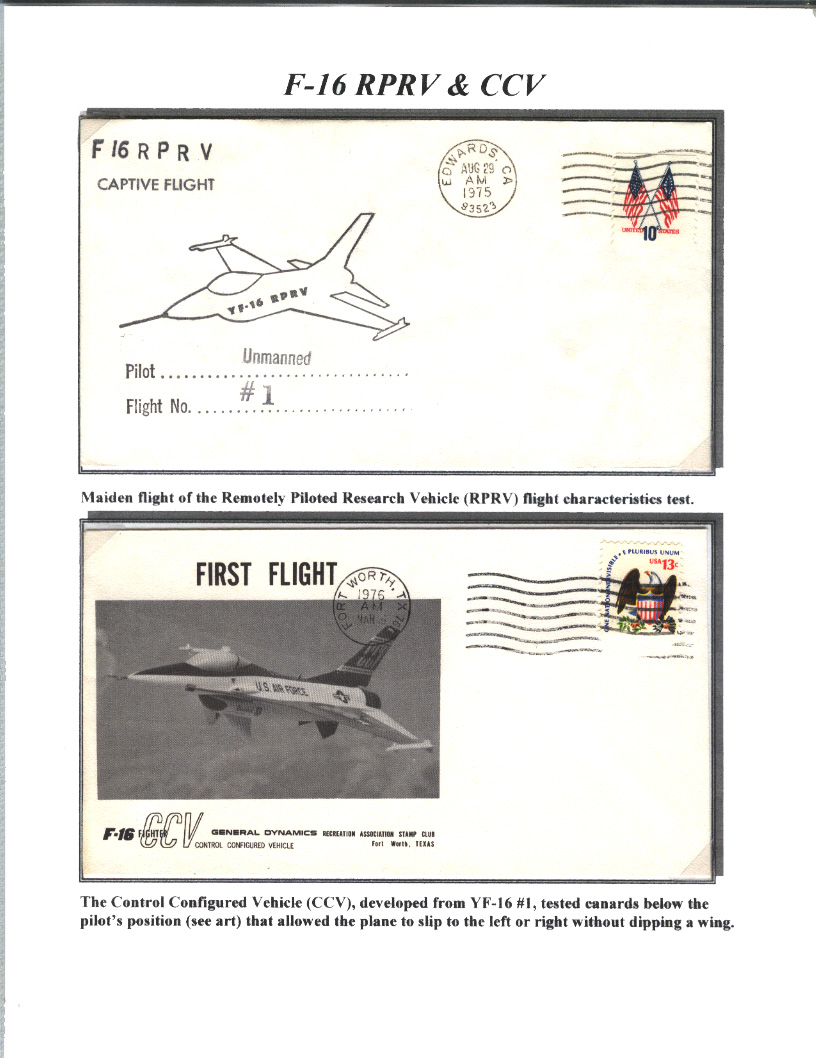 F-16 RPRV & CCV
F 16 R P R V
CAPTIVE FLIGHT
EDWARDS, CA
AUG 29
AM
1975
93523
UNITED STATES
10c
YF-16 RPRV
Unmanned
Pilot ................................
#1
Flight No. .............................
Maiden flight of the Remotely Piloted Research Vehicle (RPRV) flight characteristics test.
FIRST FLIGHT
FORT WORTH, TX
1976
AM
MAR
ONE NATION INDIVISIBLE • E PLURIBUS UNUM
USA 13c
U.S. AIR FORCE
F-16 FIGHTER CCV GENERAL DYNAMICS RECREATION ASSOCIATION STAMP CLUB
CONTROL CONFIGURED VEHICLE Fort Worth, TEXAS
The Control Configured Vehicle (CCV), developed from YF-16 #1, tested canards below the
pilot's position (see art) that allowed the plane to slip to the left or right without dipping a wing.